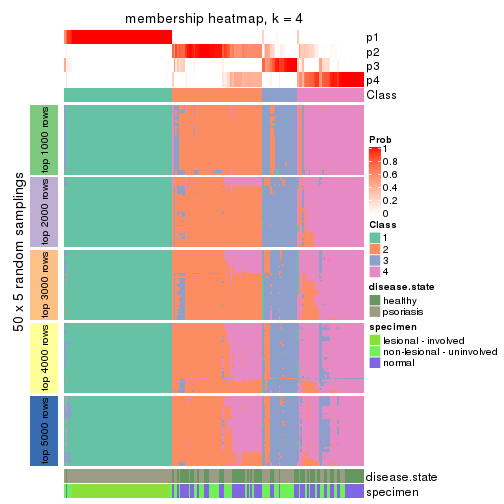 membership heatmap, k = 4
p1
p2
p3
p4
Class
50 x 5 random samplings
top 1000 rows
top 2000 rows
top 3000 rows
top 4000 rows
top 5000 rows
Prob
1
0.8
0.6
0.4
0.2
0
Class
1
2
3
4
disease.state
healthy
psoriasis
specimen
lesional - involved
non-lesional - uninvolved
normal
disease.state
specimen